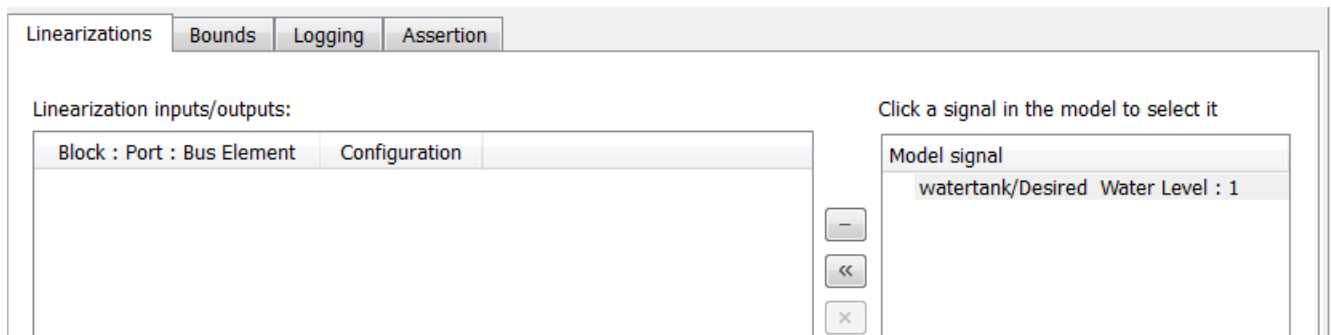 Linearizations Bounds Logging Assertion
Linearization inputs/outputs: Click a signal in the model to select it
Block : Port : Bus Element Configuration Model signal
watertank/Desired Water Level : 1
−
«
×